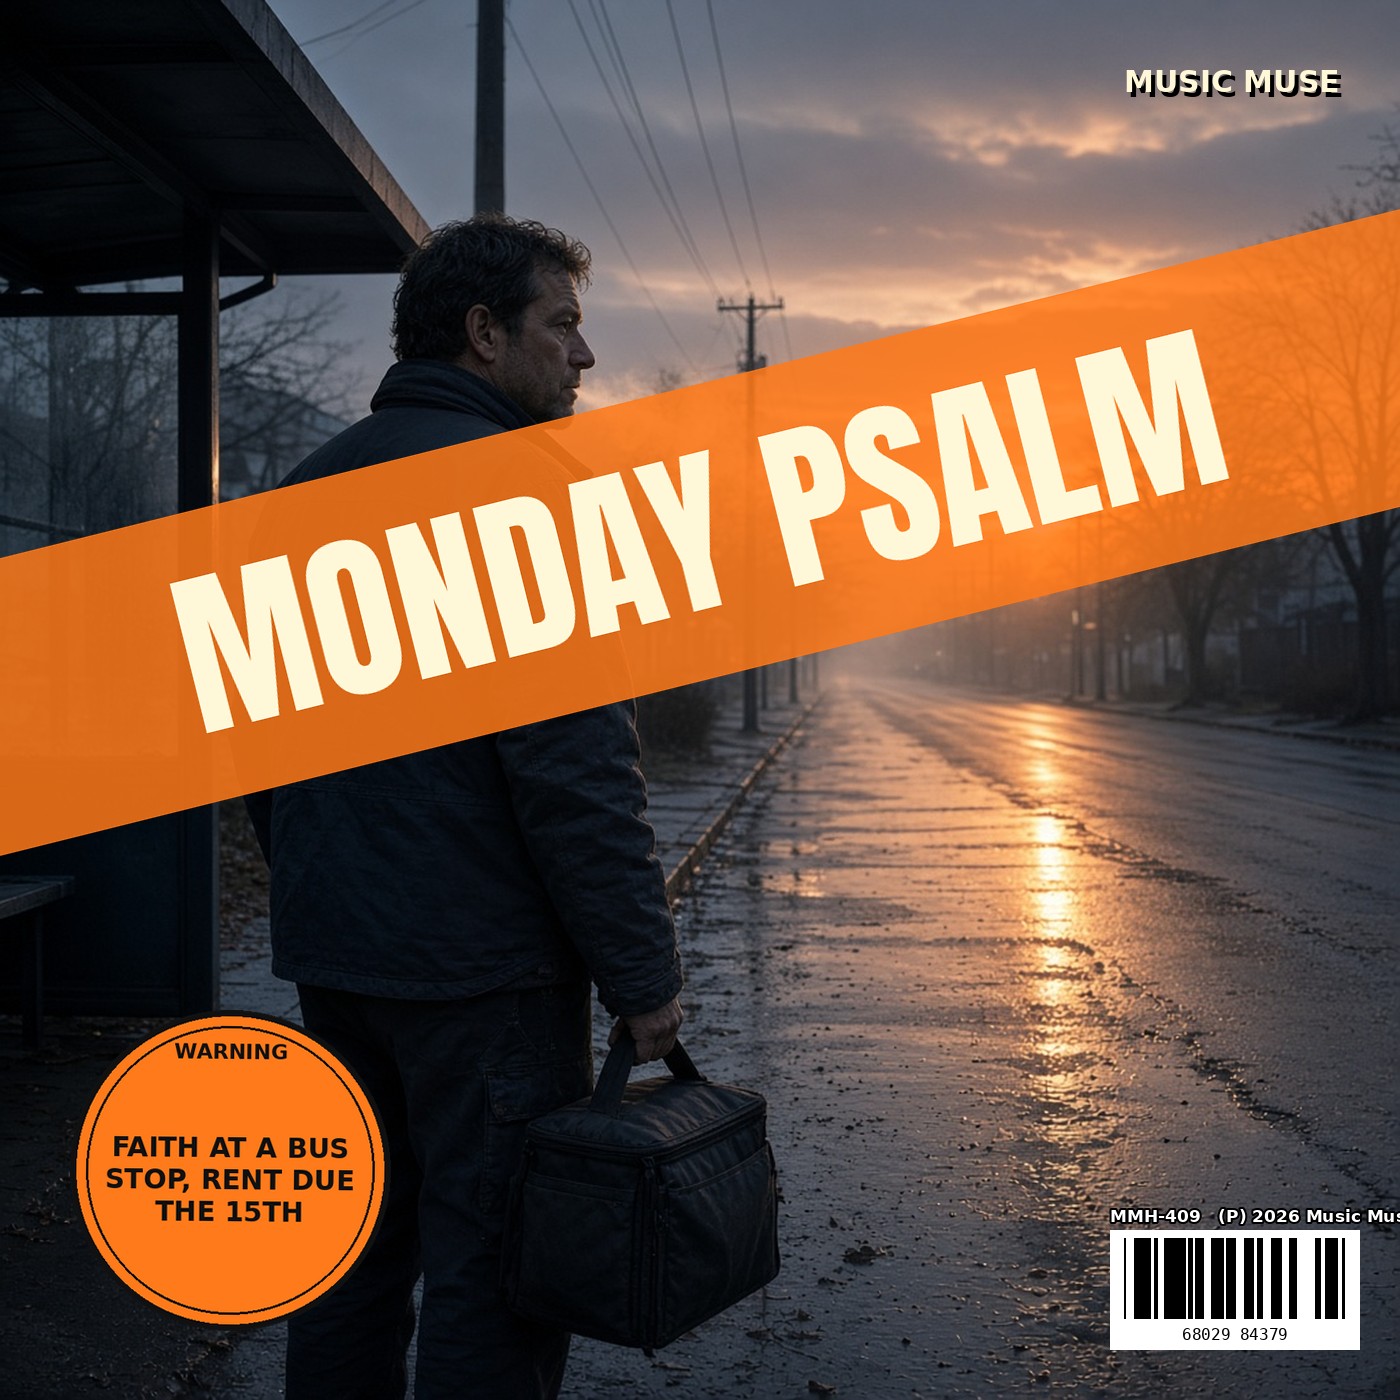 MUSIC MUSE
MONDAY PSALM
WARNING
FAITH AT A BUS
STOP, RENT DUE
THE 15TH
MMH-409 (P) 2026 Music Mus
68029 84379